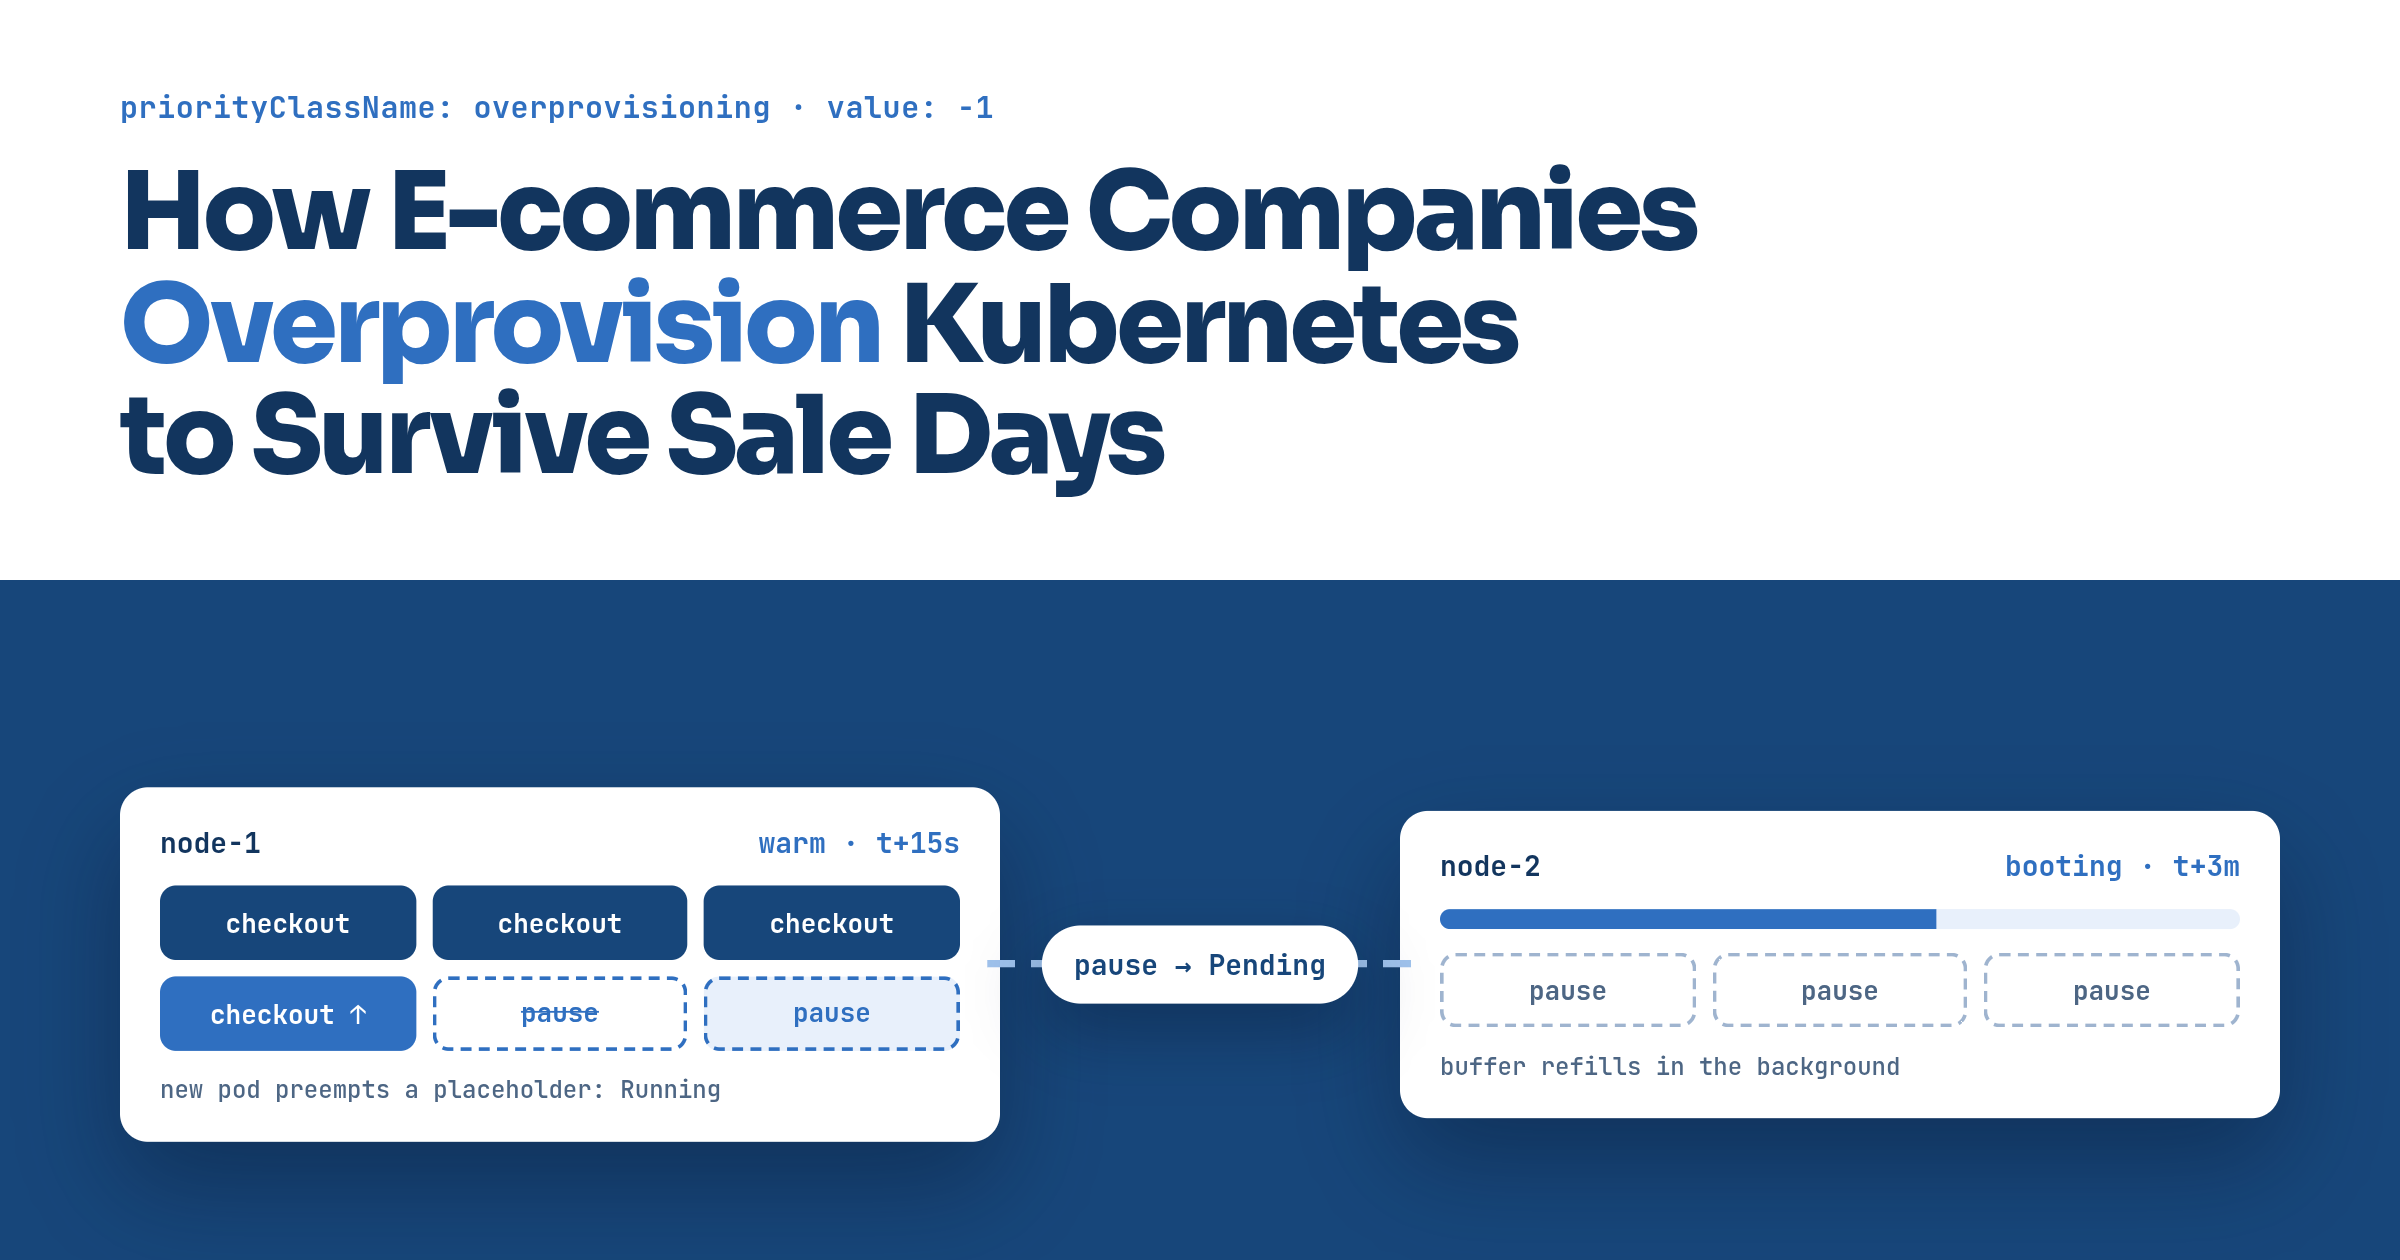 priorityClassName: overprovisioning · value: -1
How E-commerce Companies
Overprovision Kubernetes
to Survive Sale Days
node-1
warm · t+15s
checkout
checkout
checkout
checkout ↑
pause
pause
new pod preempts a placeholder: Running
pause → Pending
node-2
booting · t+3m
pause
pause
pause
buffer refills in the background